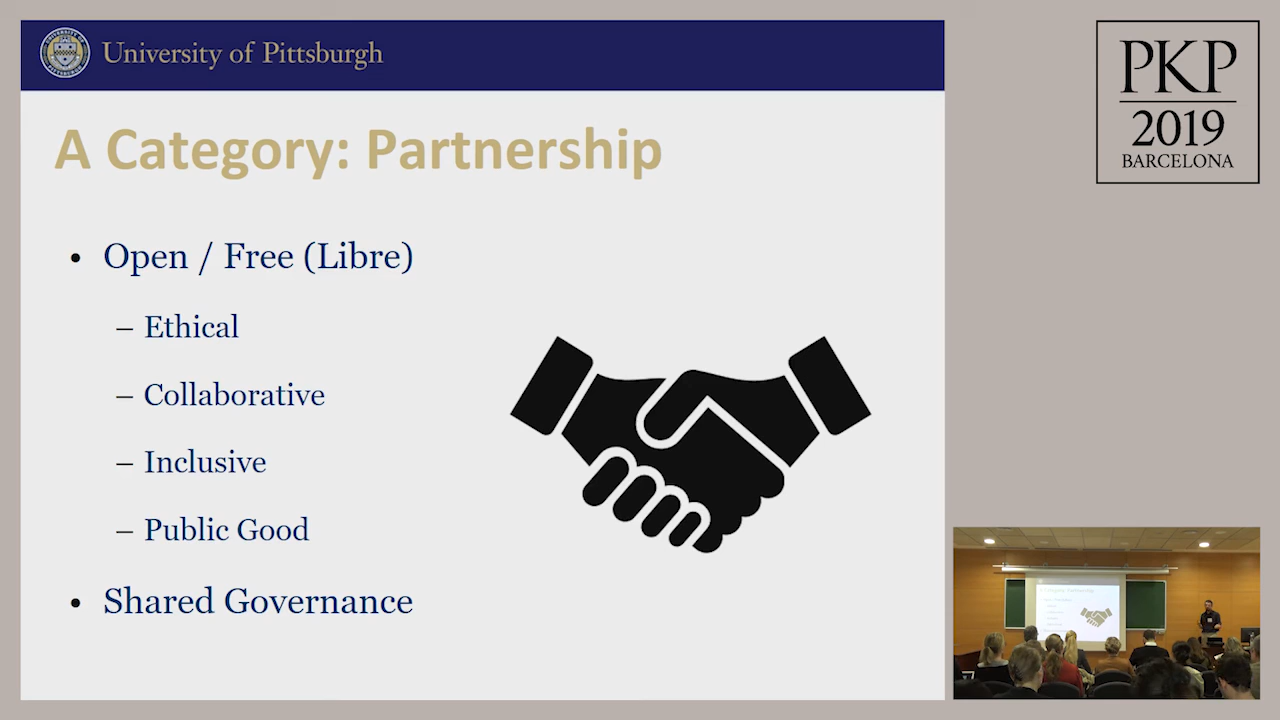 University of Pittsburgh
A Category: Partnership
• Open / Free (Libre)
– Ethical
– Collaborative
– Inclusive
– Public Good
• Shared Governance
PKP
2019
BARCELONA